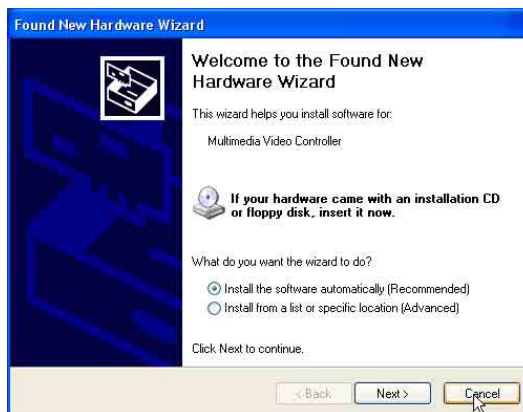 Found New Hardware Wizard
Welcome to the Found New
Hardware Wizard
This wizard helps you install software for:
Multimedia Video Controller
If your hardware came with an installation CD
or floppy disk, insert it now.
What do you want the wizard to do?
Install the software automatically (Recommended)
Install from a list or specific location (Advanced)
Click Next to continue.
< Back Next > Cancel